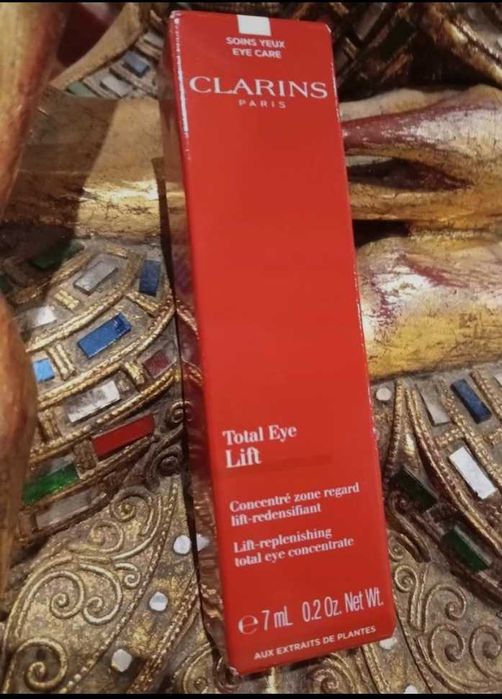 SOINS YEUX
EYE CARE
CLARINS
PARIS
Total Eye
Lift
Concentré zone regard
lift-redensifiant
Lift-replenishing
total eye concentrate
℮ 7 mL 0.2 Oz. Net Wt.
AUX EXTRAITS DE PLANTES